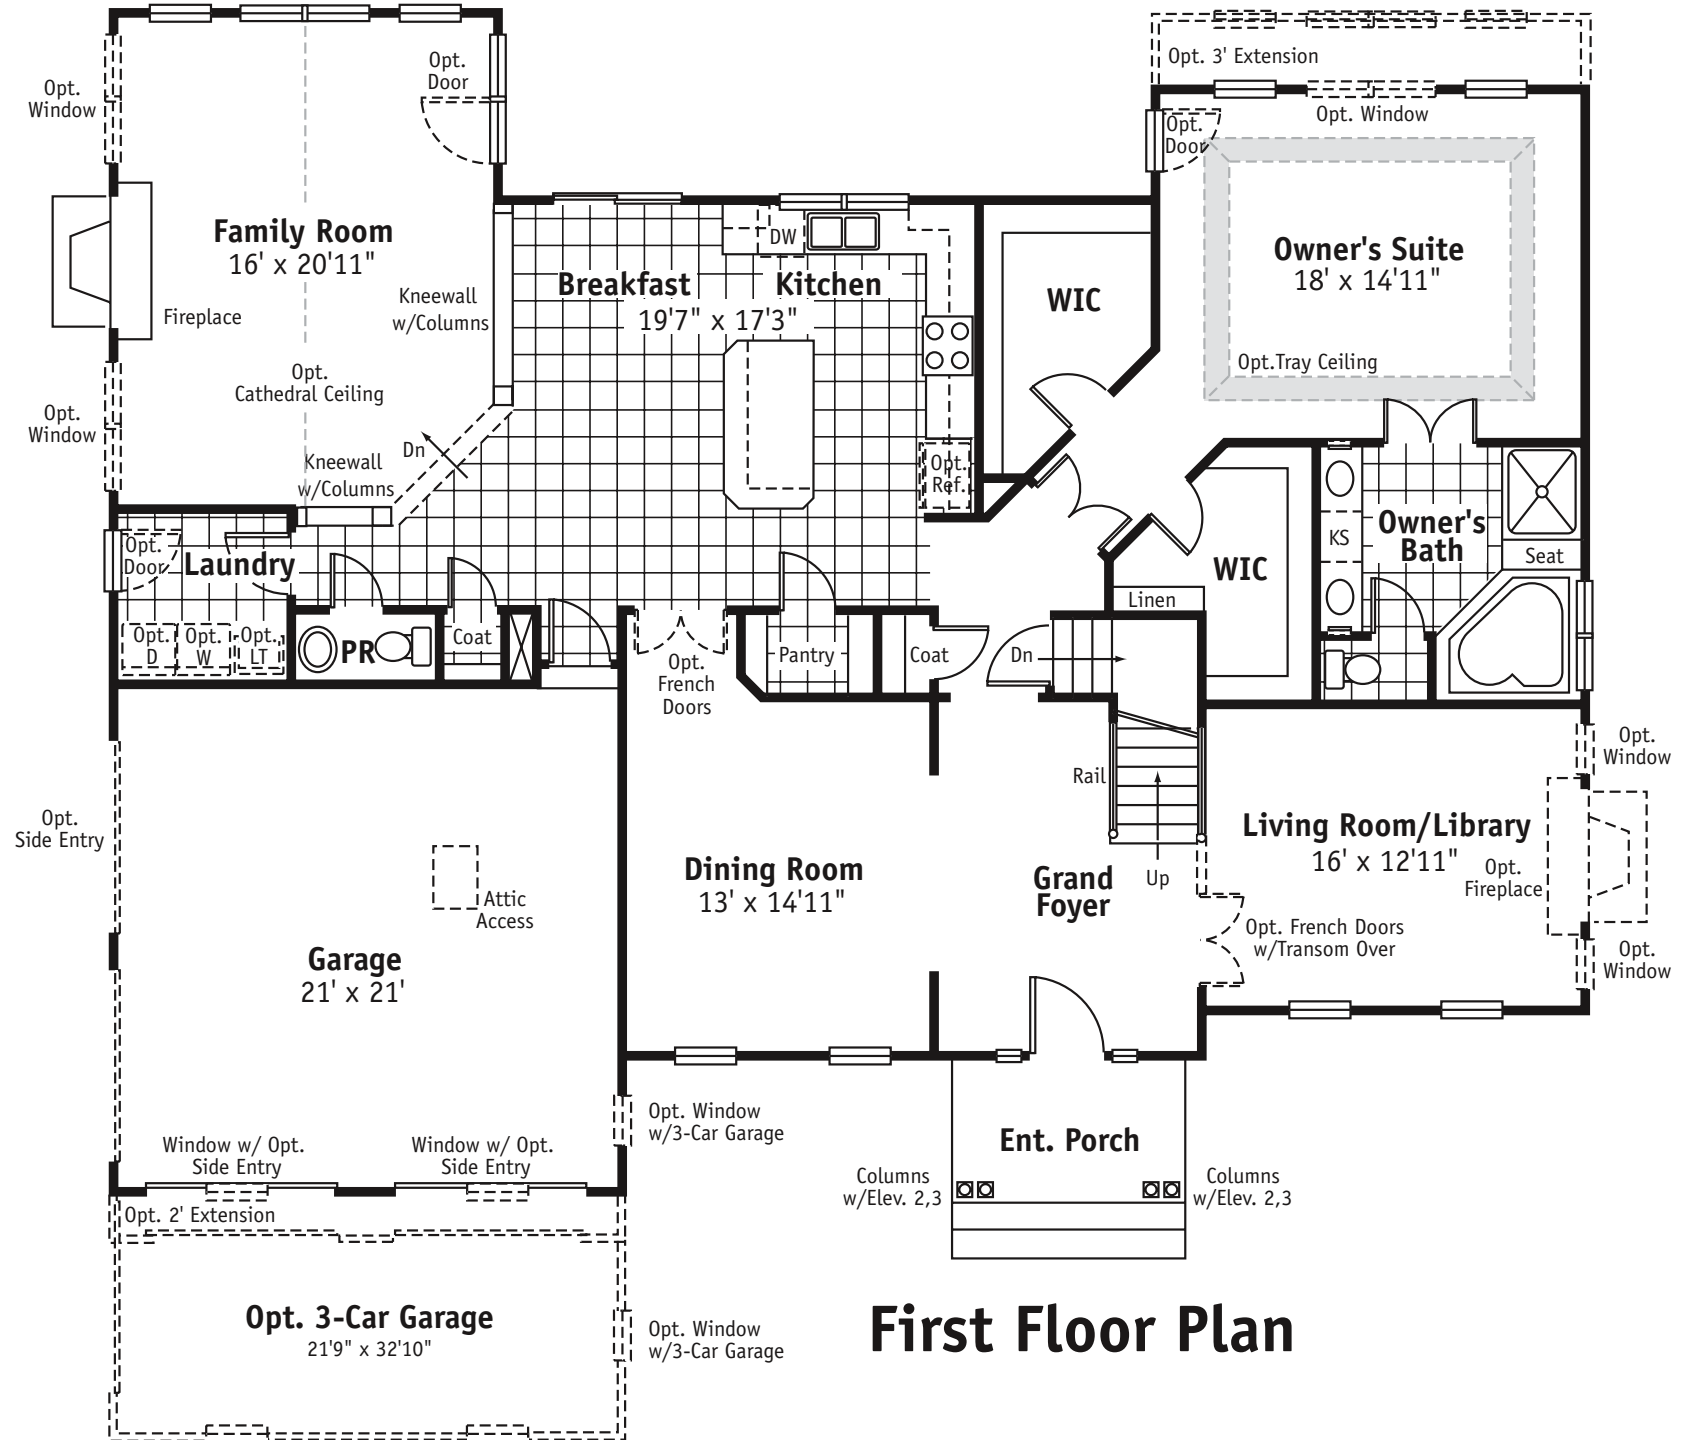 Opt. 3' Extension
Opt.
Door
Opt.
Window
Opt. Window
Opt.
Door
Family Room
16' x 20'11"
Fireplace
Kneewall
w/Columns
Opt.
Cathedral Ceiling
Opt.
Window
Kneewall
w/Columns
Dn
Breakfast
Kitchen
19'7" x 17'3"
DW
Opt.
Ref.
WIC
Owner's Suite
18' x 14'11"
Opt.Tray Ceiling
Owner's
Bath
KS
Seat
WIC
Linen
Opt.
Door
Laundry
Opt.
D
Opt.
W
Opt.
LT
PR
Coat
Opt.
French
Doors
Pantry
Coat
Dn
Rail
Up
Opt.
Window
Living Room/Library
16' x 12'11"
Opt.
Fireplace
Opt. French Doors
w/Transom Over
Opt.
Window
Grand
Foyer
Dining Room
13' x 14'11"
Opt.
Side Entry
Attic
Access
Garage
21' x 21'
Window w/ Opt.
Side Entry
Window w/ Opt.
Side Entry
Opt. Window
w/3-Car Garage
Ent. Porch
Columns
w/Elev. 2,3
Columns
w/Elev. 2,3
Opt. 2' Extension
Opt. 3-Car Garage
21'9" x 32'10"
Opt. Window
w/3-Car Garage
First Floor Plan